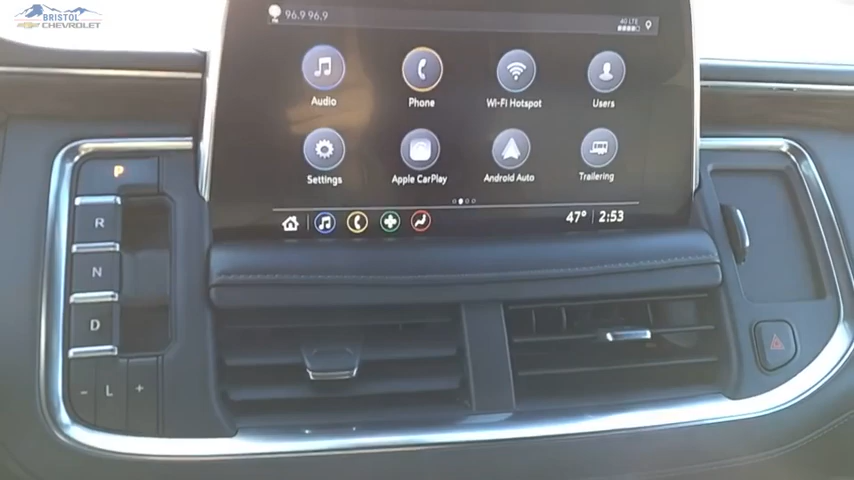 BRISTOL
CHEVROLET
96.9 96.9
4G LTE
Audio
Phone
Wi-Fi Hotspot
Users
Settings
Apple CarPlay
Android Auto
Trailering
47° 2:53
P
R
N
D
- L +